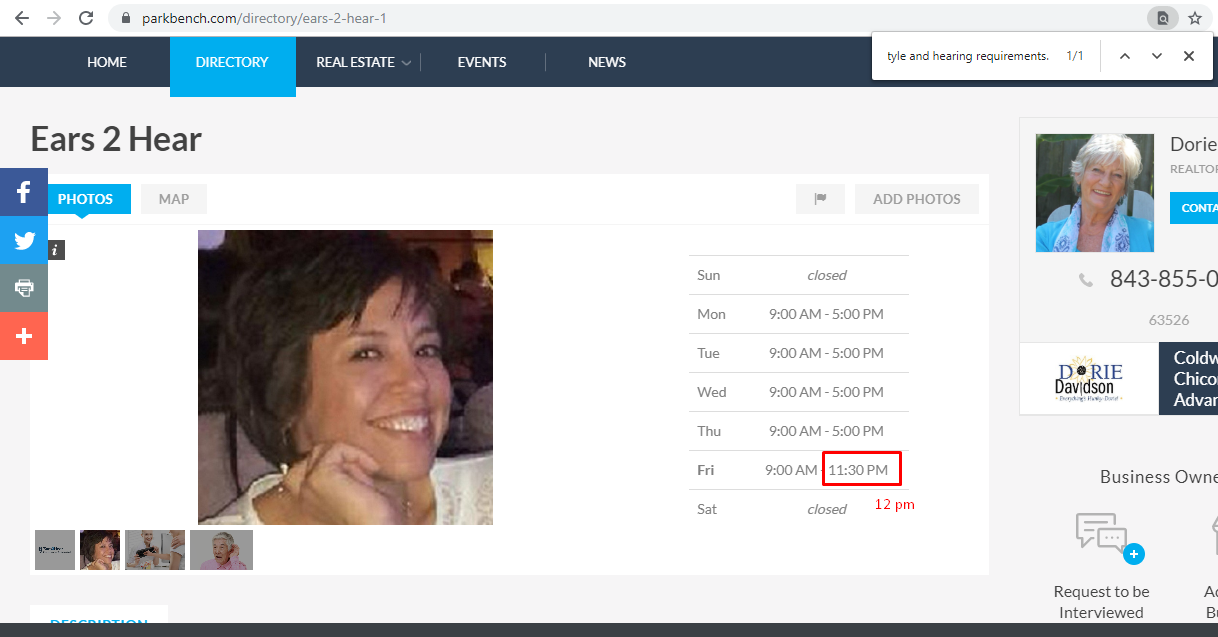 parkbench.com/directory/ears-2-hear-1
tyle and hearing requirements. 1/1
HOME DIRECTORY REAL ESTATE EVENTS NEWS
Ears 2 Hear
PHOTOS MAP ADD PHOTOS
i
Sun closed
Mon 9:00 AM - 5:00 PM
Tue 9:00 AM - 5:00 PM
Wed 9:00 AM - 5:00 PM
Thu 9:00 AM - 5:00 PM
Fri 9:00 AM - 11:30 PM
12 pm
Sat closed
DESCRIPTION
Dorie
REALTOR
CONTA
843-855-0
63526
DORIE
Davidson
Coldw
Chico
Advan
Business Owne
Request to be
Interviewed
Ad
Bu